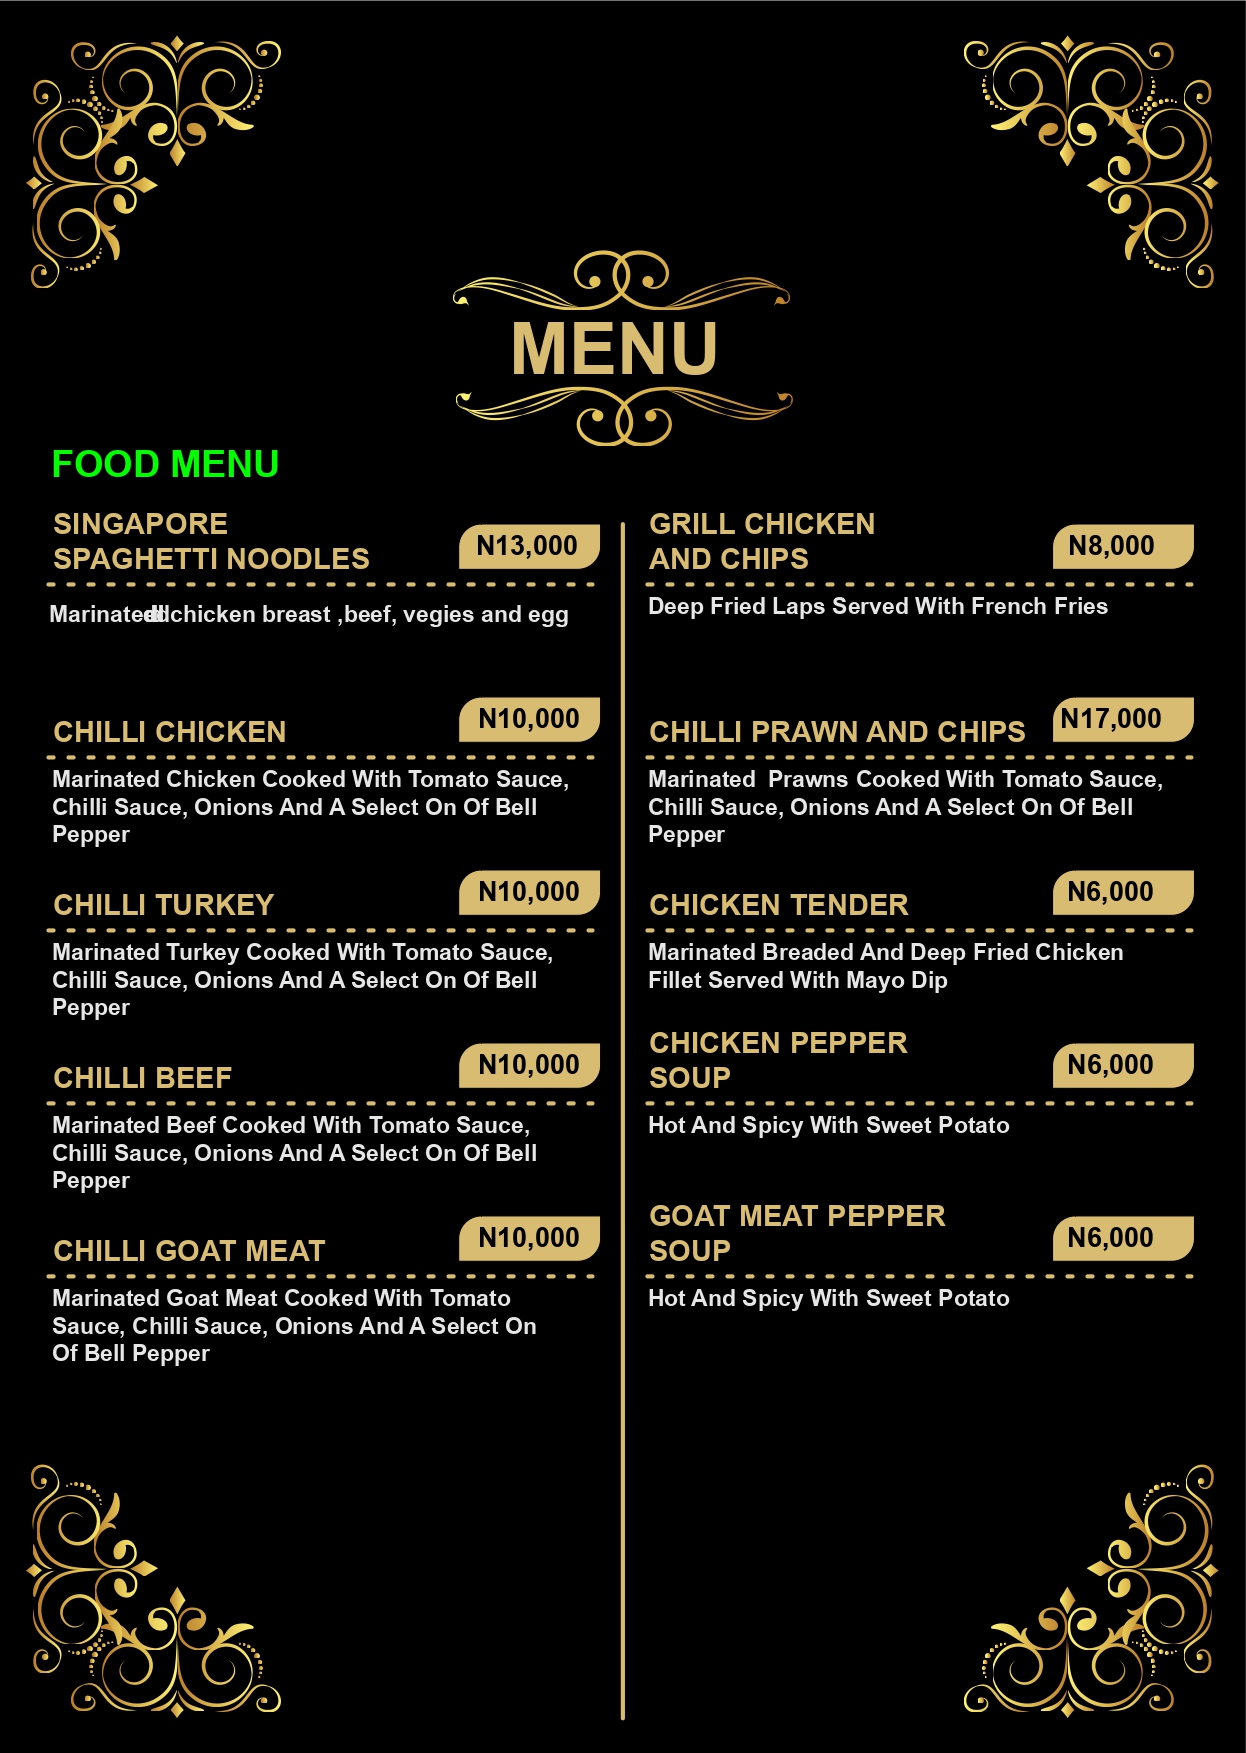 MENU
FOOD MENU
SINGAPORE
SPAGHETTI NOODLES
N13,000
chicken breast ,beef, vegies and egg
CHILLI CHICKEN
N10,000
Marinated Chicken Cooked With Tomato Sauce,
Chilli Sauce, Onions And A Select On Of Bell
Pepper
CHILLI TURKEY
N10,000
Marinated Turkey Cooked With Tomato Sauce,
Chilli Sauce, Onions And A Select On Of Bell
Pepper
CHILLI BEEF
N10,000
Marinated Beef Cooked With Tomato Sauce,
Chilli Sauce, Onions And A Select On Of Bell
Pepper
CHILLI GOAT MEAT
N10,000
Marinated Goat Meat Cooked With Tomato
Sauce, Chilli Sauce, Onions And A Select On
Of Bell Pepper
GRILL CHICKEN
AND CHIPS
N8,000
Deep Fried Laps Served With French Fries
CHILLI PRAWN AND CHIPS
N17,000
Marinated  Prawns Cooked With Tomato Sauce,
Chilli Sauce, Onions And A Select On Of Bell
Pepper
CHICKEN TENDER
N6,000
Marinated Breaded And Deep Fried Chicken
Fillet Served With Mayo Dip
CHICKEN PEPPER
SOUP
N6,000
Hot And Spicy With Sweet Potato
GOAT MEAT PEPPER
SOUP
N6,000
Hot And Spicy With Sweet Potato